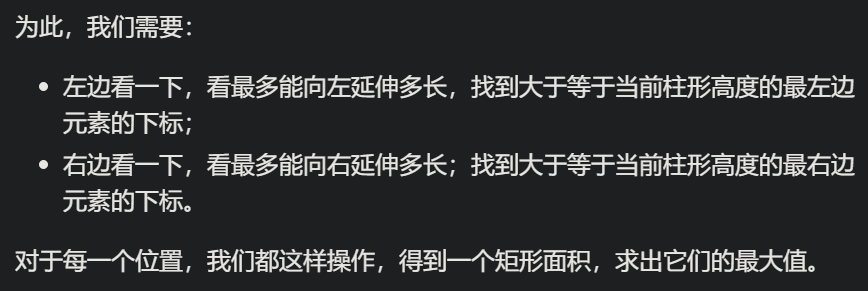 为此，我们需要：
• 左边看一下，看最多能向左延伸多长，找到大于等于当前柱形高度的最左边
元素的下标；
• 右边看一下，看最多能向右延伸多长；找到大于等于当前柱形高度的最右边
元素的下标。
对于每一个位置，我们都这样操作，得到一个矩形面积，求出它们的最大值。